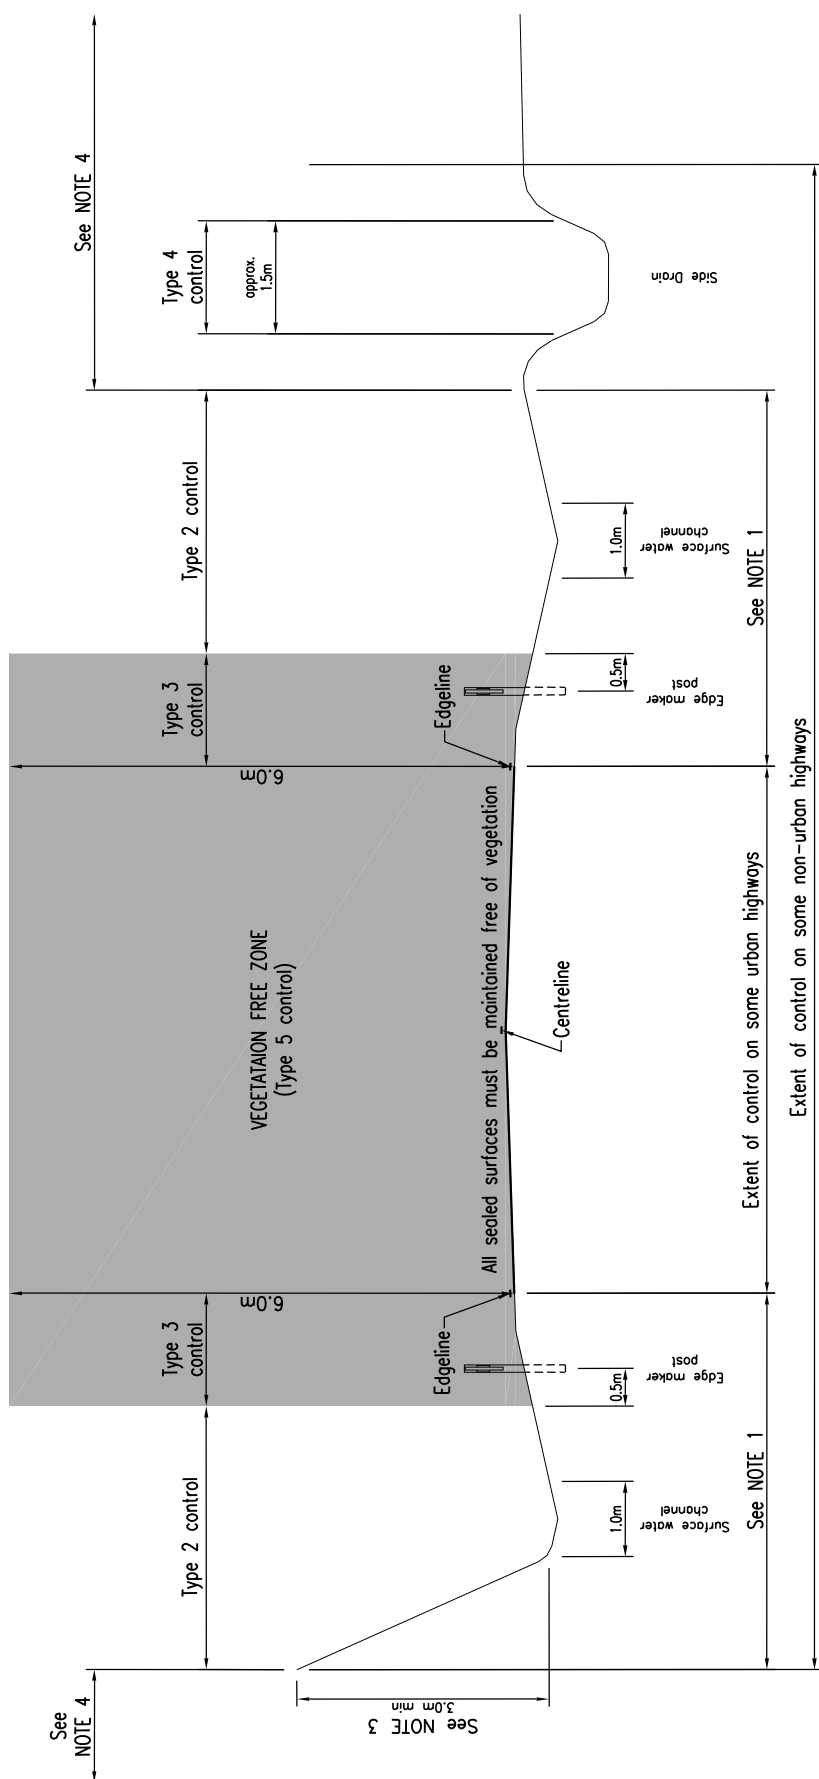 See
NOTE 4
See NOTE 4
Type 2 control
Type 3
control
Type 3
control
Type 2 control
Type 4
control
approx.
1.5m
6.0m
6.0m
VEGETATAION FREE ZONE
(Type 5 control)
See NOTE 3
3.0m min
Edgeline
All sealed surfaces must be maintained free of vegetation
Edgeline
Centreline
1.0m
Surface water
channel
0.5m
Edge maker
post
0.5m
Edge maker
post
1.0m
Surface water
channel
Side Drain
See NOTE 1
Extent of control on some urban highways
See NOTE 1
Extent of control on some non-urban highways